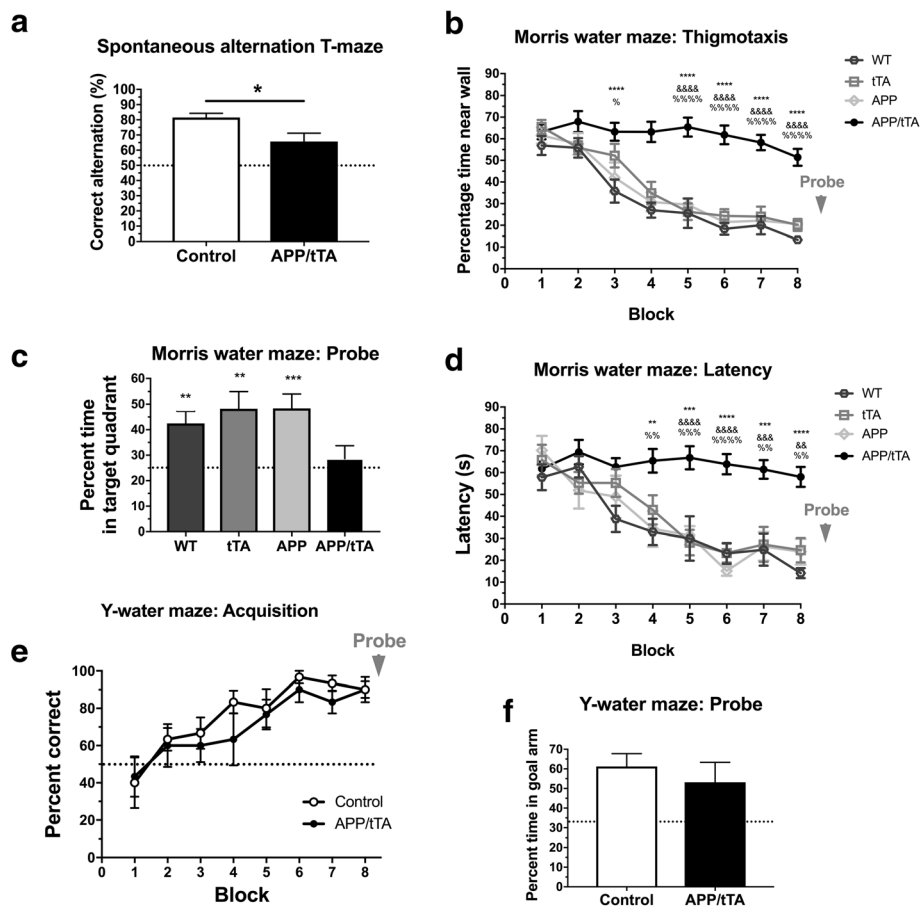 a
Spontaneous alternation T-maze
Correct alternation (%)
100
90
80
70
60
50
40
30
20
10
0
*
Control
APP/tTA
b
Morris water maze: Thigmotaxis
WT
tTA
APP
APP/tTA
Percentage time near wall
90
80
70
60
50
40
30
20
10
0
****
%
****
&&&&
%%%%
****
&&&&
%%%%
****
&&&&
%%%%
****
&&&&
%%%%
Probe
0 1 2 3 4 5 6 7 8
Block
c
Morris water maze: Probe
Percent time
in target quadrant
60
50
40
30
20
10
0
**
**
***
WT
tTA
APP
APP/tTA
d
Morris water maze: Latency
WT
tTA
APP
APP/tTA
Latency (s)
90
80
70
60
50
40
30
20
10
0
**
%%
***
&&&&
%%%
****
&&&&
%%%%
***
&&&
%%
****
&&
%%
Probe
0 1 2 3 4 5 6 7 8
Block
Y-water maze: Acquisition
e
Probe
Percent correct
100
80
60
40
20
0
Control
APP/tTA
0 1 2 3 4 5 6 7 8
Block
f
Y-water maze: Probe
Percent time in goal arm
70
60
50
40
30
20
10
0
Control
APP/tTA